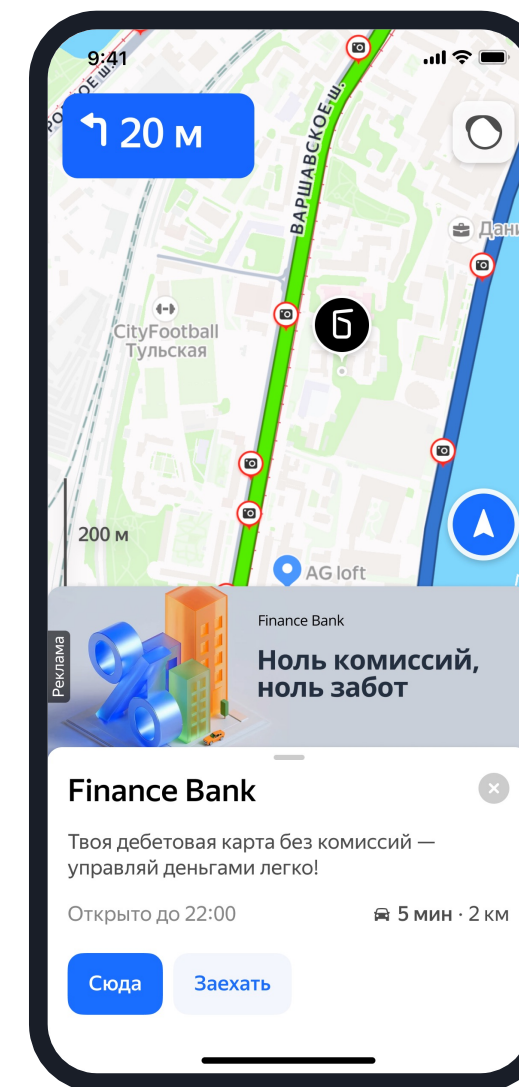 9:41
20 м
ВАРШАВСКОЕ Ш.
CityFootball
Тульская
200 м
AG loft
Реклама
Finance Bank
Ноль комиссий,
ноль забот
Finance Bank
Твоя дебетовая карта без комиссий —
управляй деньгами легко!
Открыто до 22:00
5 мин · 2 км
Сюда
Заехать